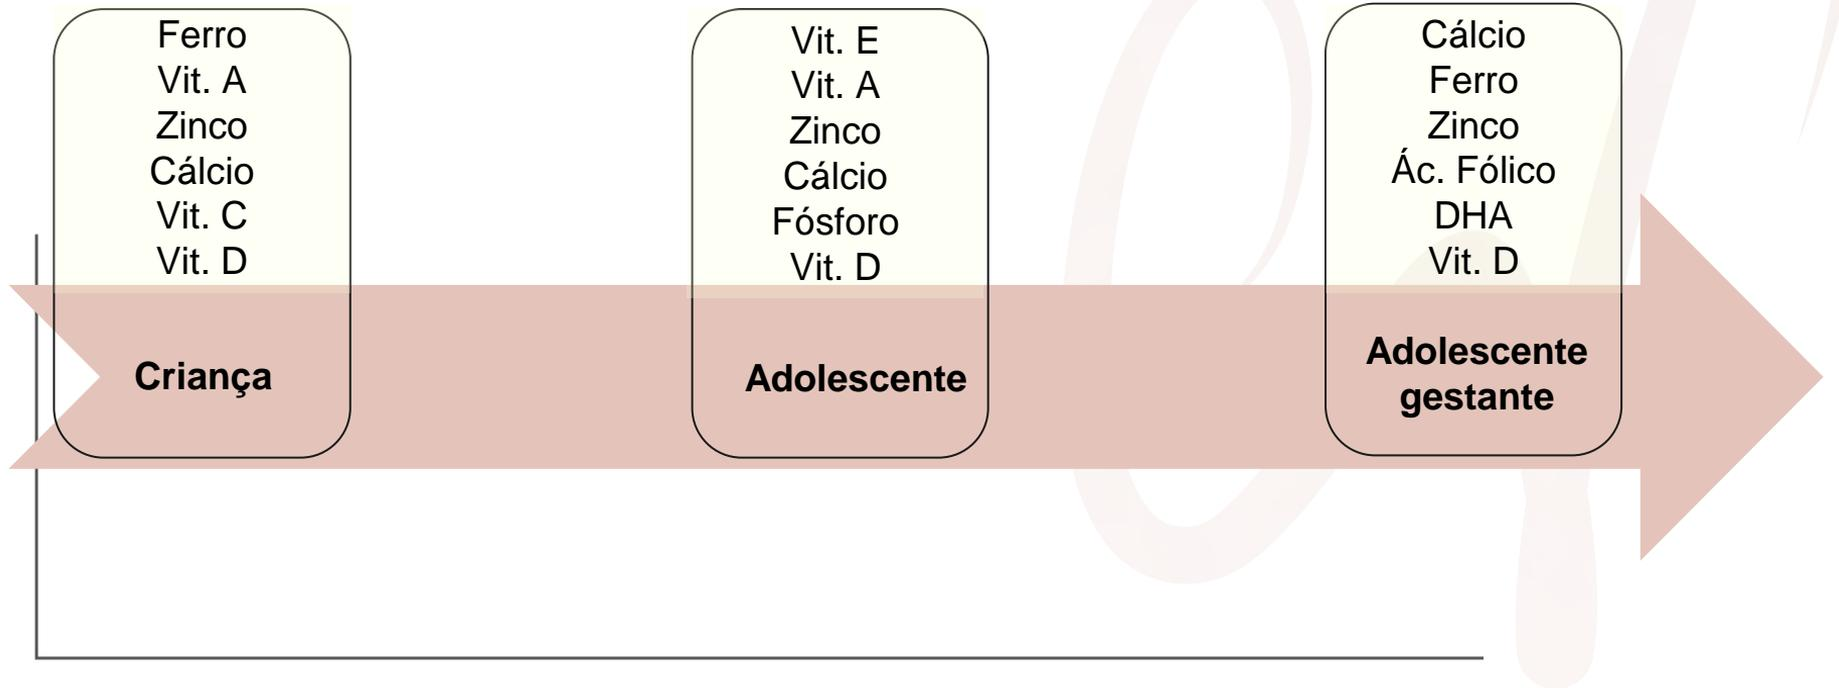 Ferro
Vit. A
Zinco
Cálcio
Vit. C
Vit. D
Criança
Vit. E
Vit. A
Zinco
Cálcio
Fósforo
Vit. D
Adolescente
Cálcio
Ferro
Zinco
Ác. Fólico
DHA
Vit. D
Adolescente
gestante